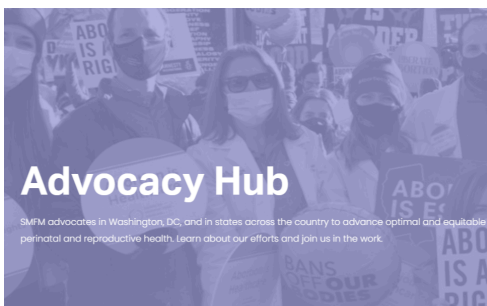 ABO
IS A
RIG
Advocacy Hub
SMFM advocates in Washington, DC, and in states across the country to advance optimal and equitable
perinatal and reproductive health. Learn about our efforts and join us in the work.
ABO
IS ES
BANS
OFF OUR
ABO
IS A
RIG